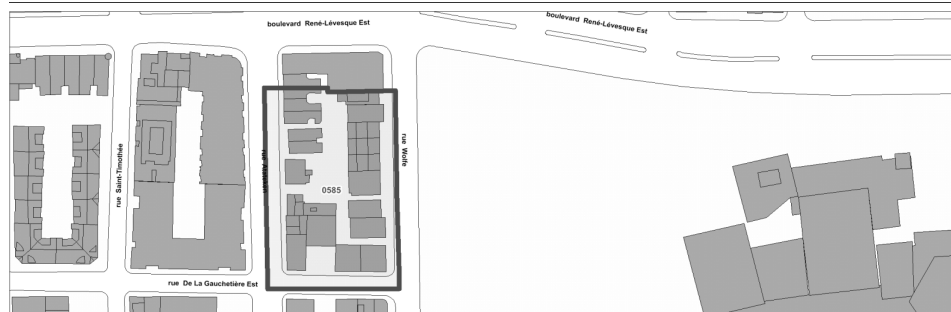 boulevard René-Lévesque Est
boulevard René-Lévesque Est
rue Saint-Timothée
rue Wolfe
0585
rue De La Gauchetière Est